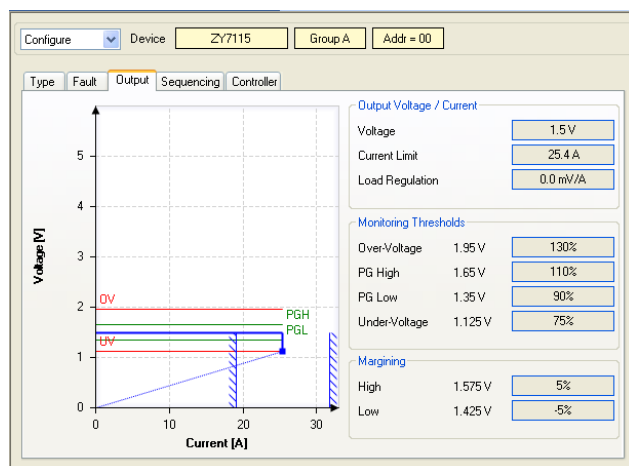 Configure Device ZY7115 Group A Addr = 00
Type Fault Output Sequencing Controller
Voltage [V]
5
4
3
2
1
0
OV
PGH
PGL
UV
0 10 20 30
Current [A]
Output Voltage / Current
Voltage 1.5 V
Current Limit 25.4 A
Load Regulation 0.0 mV/A
Monitoring Thresholds
Over-Voltage 1.95 V 130%
PG High 1.65 V 110%
PG Low 1.35 V 90%
Under-Voltage 1.125 V 75%
Margining
High 1.575 V 5%
Low 1.425 V -5%